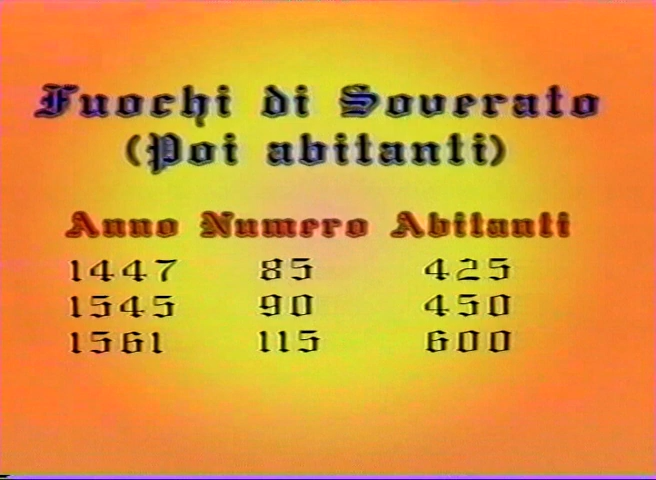 Fuochi di Soverato
(Poi abitanti)
Anno Numero Abitanti
1447 85 425
1545 90 450
1561 115 600